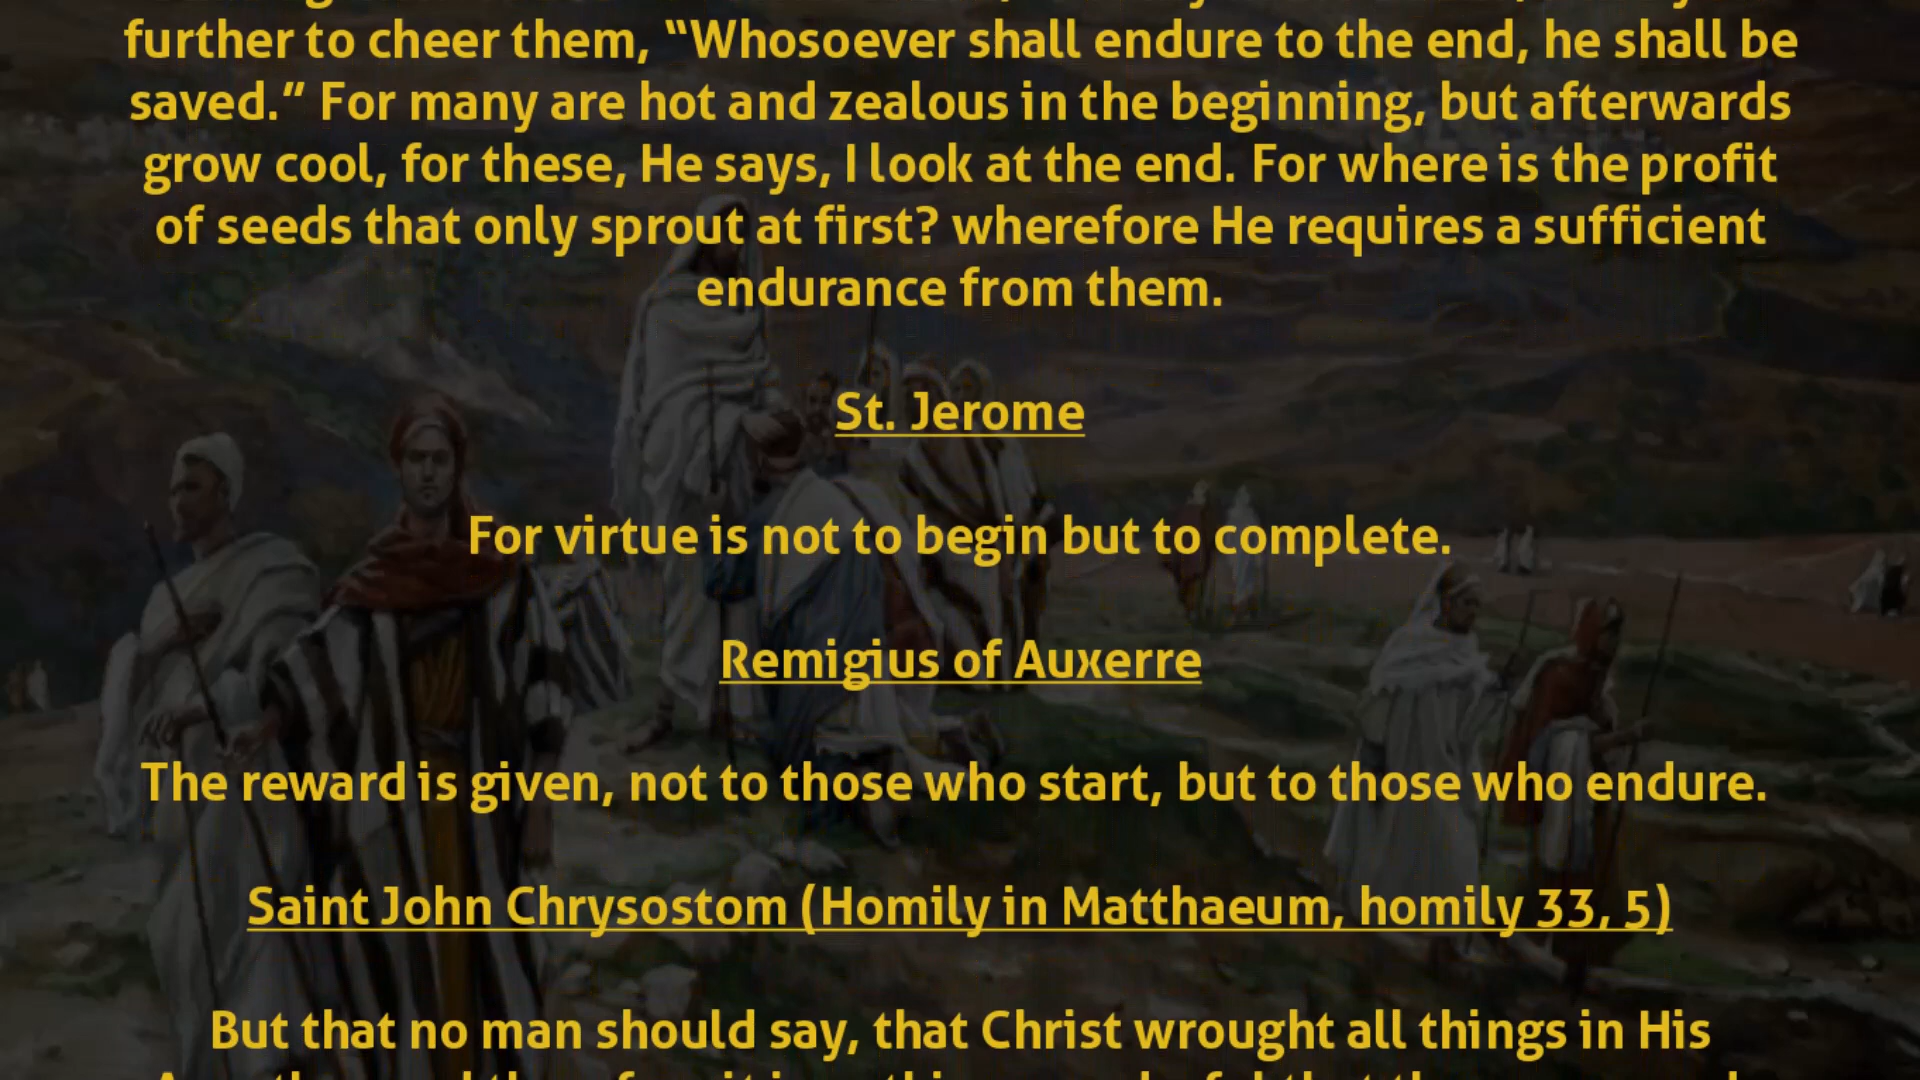 further to cheer them, “Whosoever shall endure to the end, he shall be
saved.” For many are hot and zealous in the beginning, but afterwards
grow cool, for these, He says, I look at the end. For where is the profit
of seeds that only sprout at first? wherefore He requires a sufficient
endurance from them.
St. Jerome
For virtue is not to begin but to complete.
Remigius of Auxerre
The reward is given, not to those who start, but to those who endure.
Saint John Chrysostom (Homily in Matthaeum, homily 33, 5)
But that no man should say, that Christ wrought all things in His